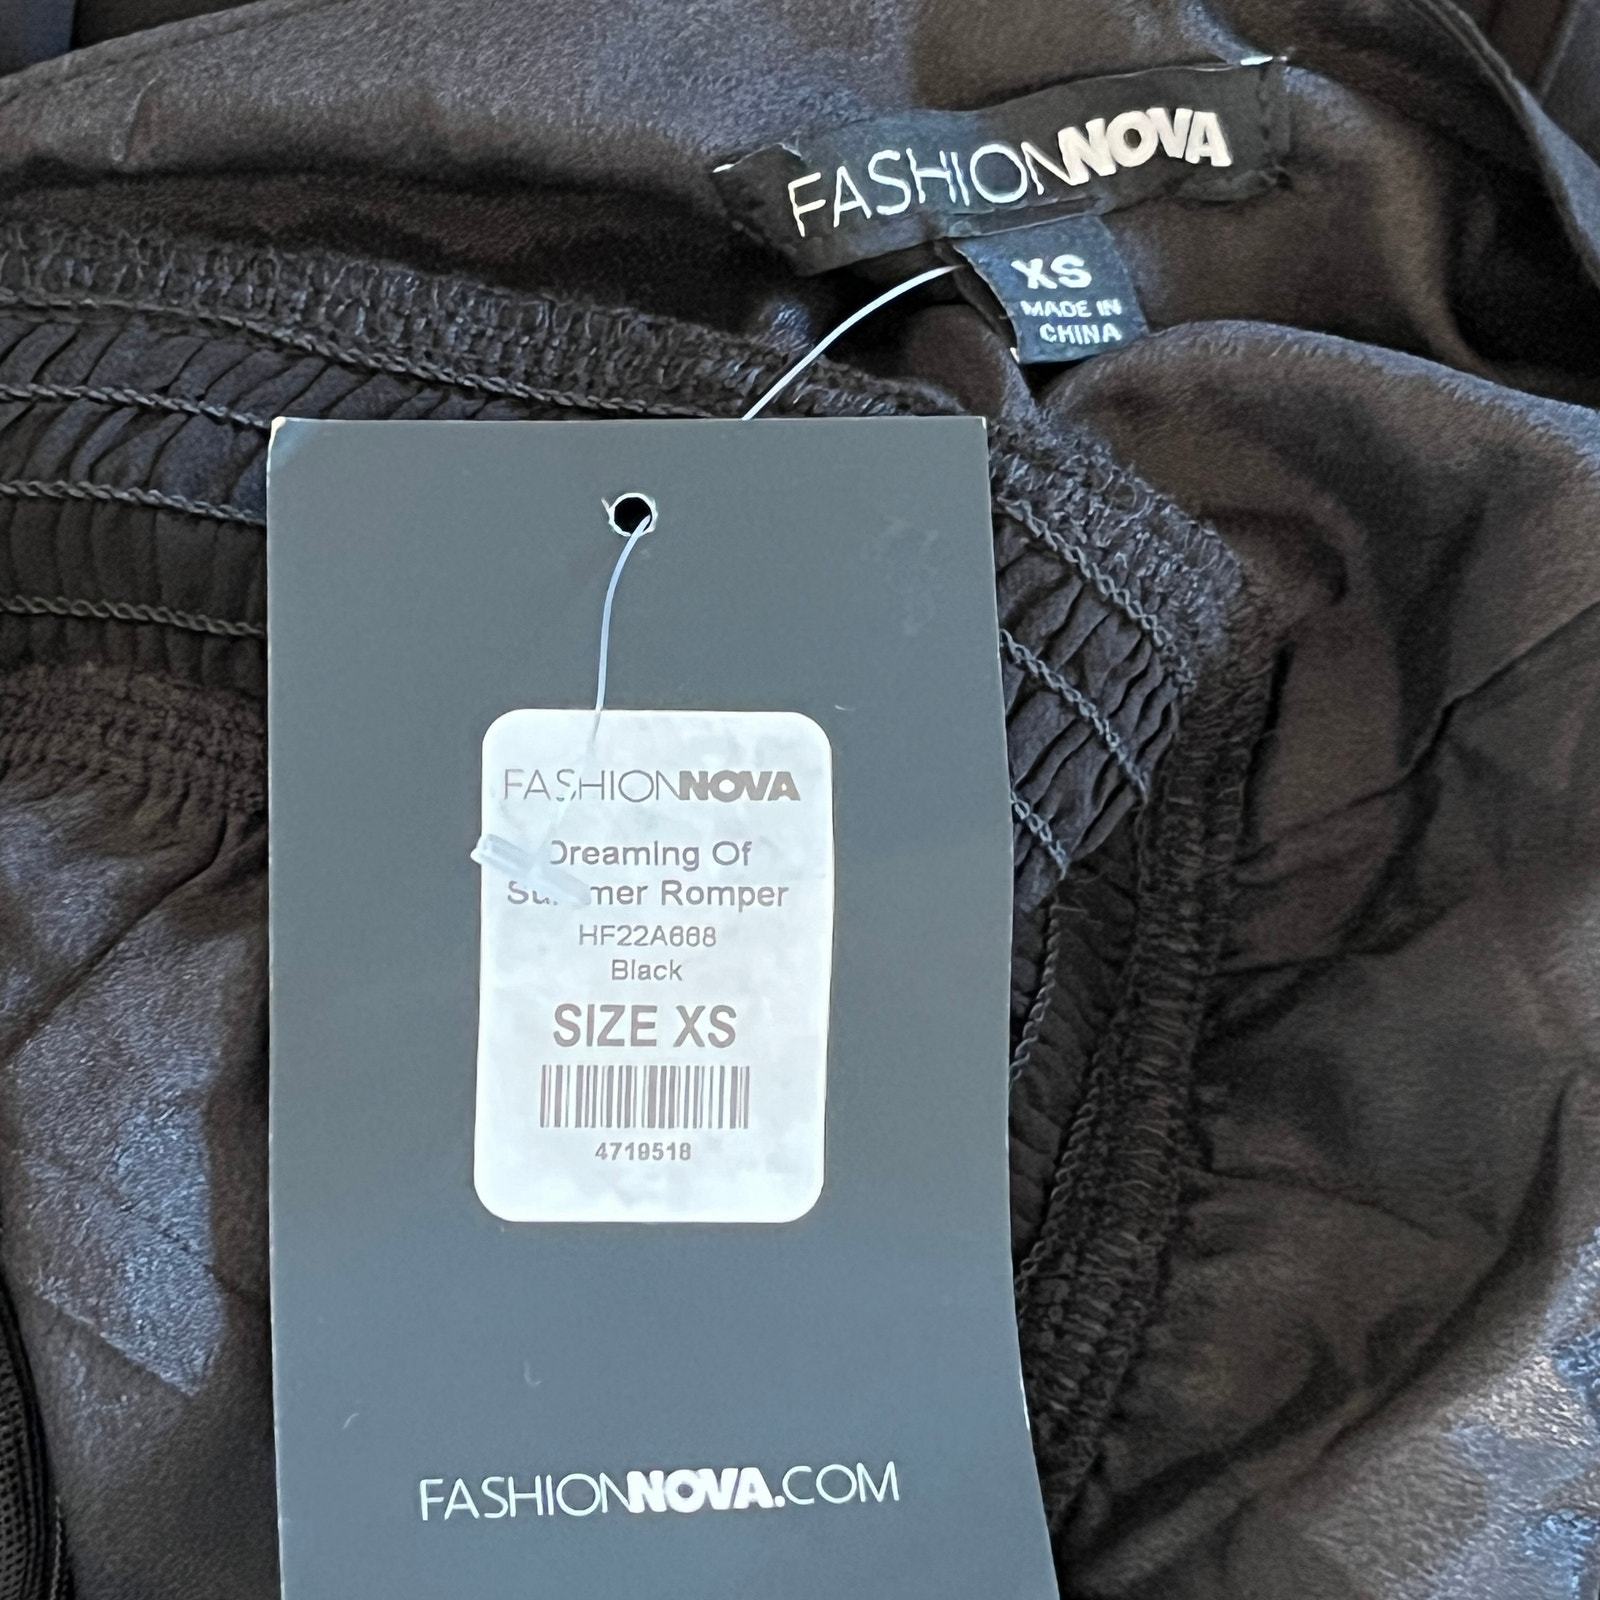 FASHIONNOVA
XS
MADE IN
CHINA
FASHIONNOVA
Dreaming Of
Summer Romper
HF22A668
Black
SIZE XS
4719518
FASHIONNOVA.COM